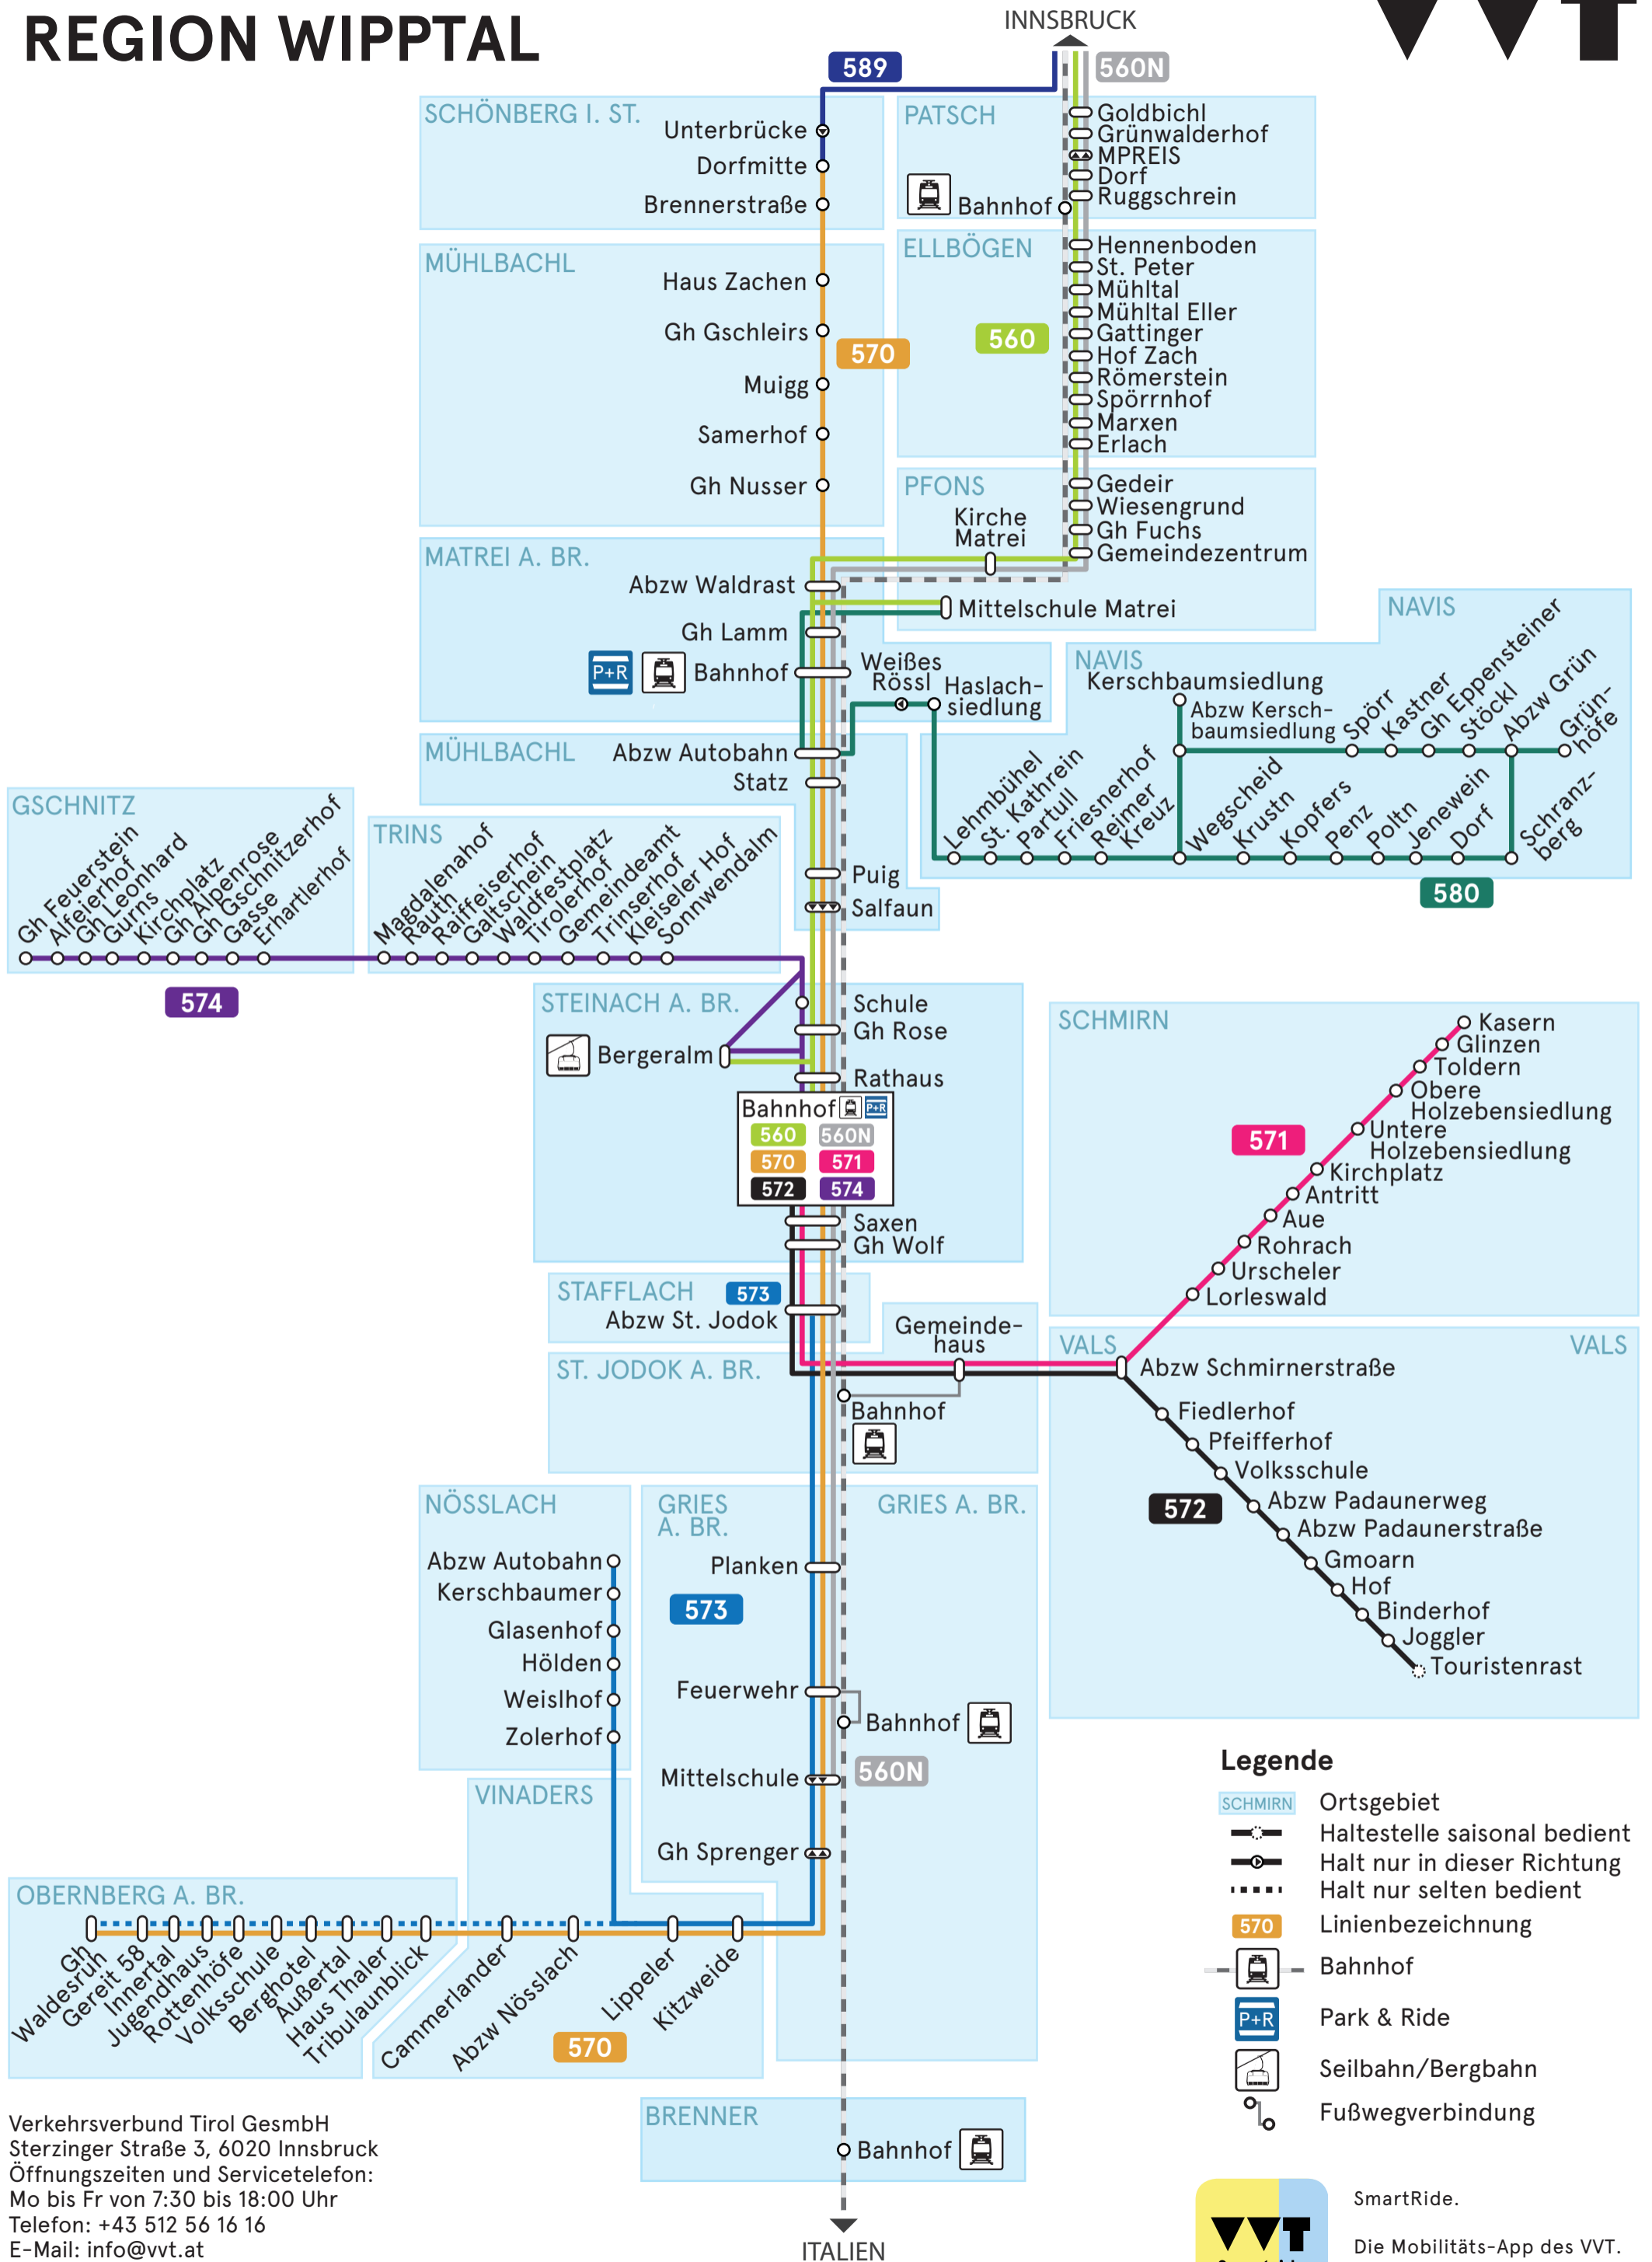 REGION WIPPTAL
INNSBRUCK
VVT
589
560N
SCHÖNBERG I. ST.
Unterbrücke
Dorfmitte
Brennerstraße
PATSCH
Goldbichl
Grünwalderhof
MPREIS
Dorf
Ruggschrein
Bahnhof
MÜHLBACHL
Haus Zachen
Gh Gschleirs
570
Muigg
Samerhof
Gh Nusser
ELLBÖGEN
560
Hennenboden
St. Peter
Mühltal
Mühltal Eller
Gattinger
Hof Zach
Römerstein
Spörrnhof
Marxen
Erlach
PFONS
Gedeir
Wiesengrund
Gh Fuchs
Gemeindezentrum
Kirche
Matrei
Mittelschule Matrei
MATREI A. BR.
Abzw Waldrast
Gh Lamm
P+R
Bahnhof
Weißes
Rössl
Haslach-
siedlung
NAVIS
NAVIS
Kerschbaumsiedlung
Abzw Kersch-
baumsiedlung
Spörr
Kastner
Gh Eppensteiner
Stöckl
Abzw Grün
Grün-
höfe
Lehmbühel
St. Kathrein
Partull
Friesnerhof
Reimer
Kreuz
Wegscheid
Krustn
Kopfers
Penz
Poltn
Jenewein
Dorf
Schranz-
berg
580
MÜHLBACHL
Abzw Autobahn
Statz
Puig
Salfaun
GSCHNITZ
Gh Feuerstein
Alfeierhof
Gh Leonhard
Gurns
Kirchplatz
Gh Alpenrose
Gh Gschnitzerhof
Gasse
Erhartlerhof
574
TRINS
Magdalenahof
Rauth
Raiffeiserhof
Galtschein
Waldfestplatz
Tirolerhof
Gemeindeamt
Trinserhof
Kleiseler Hof
Sonnwendalm
STEINACH A. BR.
Schule
Gh Rose
Bergeralm
Rathaus
Bahnhof
P+R
560
560N
570
571
572
574
Saxen
Gh Wolf
SCHMIRN
Kasern
Glinzen
Toldern
Obere
Holzebensiedlung
Untere
Holzebensiedlung
571
Kirchplatz
Antritt
Aue
Rohrach
Urscheler
Lorleswald
STAFFLACH
573
Abzw St. Jodok
ST. JODOK A. BR.
Gemeinde-
haus
Bahnhof
VALS
VALS
Abzw Schmirnerstraße
Fiedlerhof
Pfeifferhof
Volksschule
572
Abzw Padaunerweg
Abzw Padaunerstraße
Gmoarn
Hof
Binderhof
Joggler
Touristenrast
NÖSSLACH
Abzw Autobahn
Kerschbaumer
Glasenhof
Hölden
Weislhof
Zolerhof
GRIES
A. BR.
GRIES A. BR.
Planken
573
Feuerwehr
Bahnhof
560N
Mittelschule
Gh Sprenger
VINADERS
Cammerlander
Abzw Nösslach
Lippeler
Kitzweide
570
OBERNBERG A. BR.
Gh
Waldesruh
Gereit 58
Innertal
Jugendhaus
Rottenhöfe
Volksschule
Berghotel
Außertal
Haus Thaler
Tribulaunblick
BRENNER
Bahnhof
ITALIEN
Legende
SCHMIRN
Ortsgebiet
Haltestelle saisonal bedient
Halt nur in dieser Richtung
Halt nur selten bedient
570
Linienbezeichnung
Bahnhof
P+R
Park & Ride
Seilbahn/Bergbahn
Fußwegverbindung
Verkehrsverbund Tirol GesmbH
Sterzinger Straße 3, 6020 Innsbruck
Öffnungszeiten und Servicetelefon:
Mo bis Fr von 7:30 bis 18:00 Uhr
Telefon: +43 512 56 16 16
E-Mail: info@vvt.at
VVT
SmartRide.
Die Mobilitäts-App des VVT.